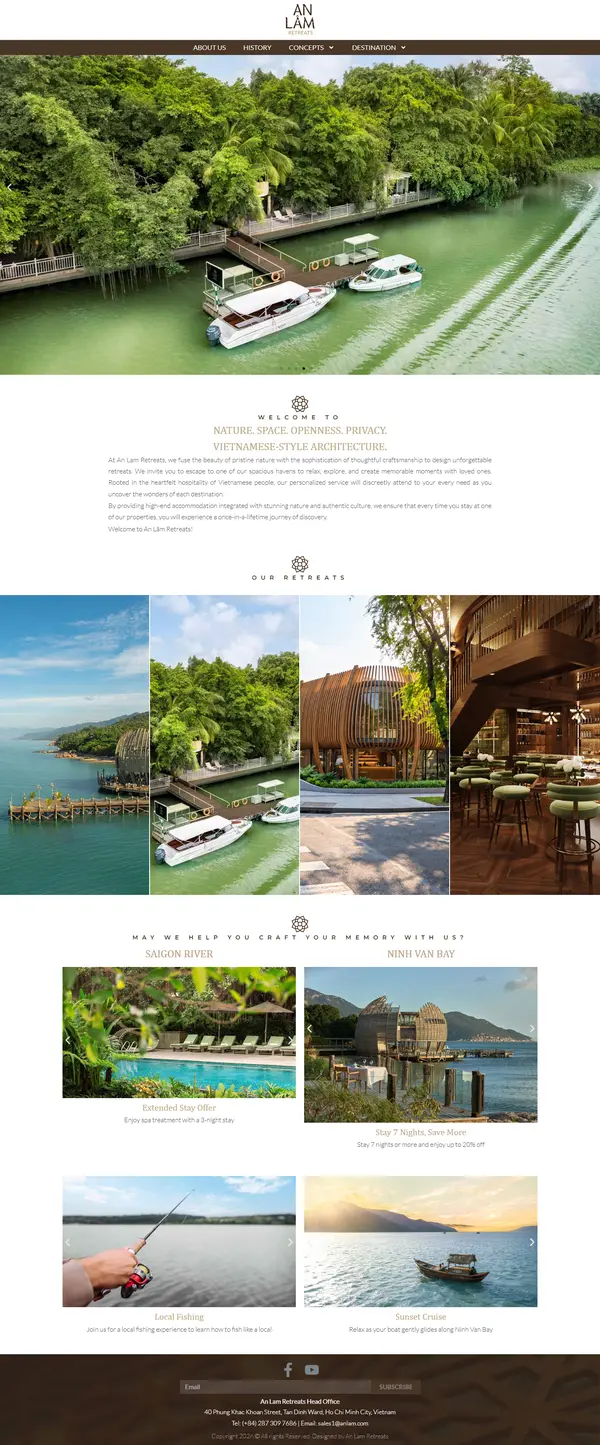 AN
LÂM
RETREATS
ABOUT US HISTORY CONCEPTS DESTINATION
WELCOME TO
NATURE. SPACE. OPENNESS. PRIVACY.
VIETNAMESE-STYLE ARCHITECTURE.
At An Lam Retreats, we fuse the beauty of pristine nature with the sophistication of thoughtful craftsmanship to design unforgettable
retreats. We invite you to escape to one of our spacious havens to relax, explore, and create memorable moments with loved ones.
Rooted in the heartfelt hospitality of Vietnamese people, our personalized service will discreetly attend to your every need as you
uncover the wonders of each destination.
By providing high-end accommodation integrated with stunning nature and authentic culture, we ensure that every time you stay at one
of our properties, you will experience a once-in-a-lifetime journey of discovery.
Welcome to An Lâm Retreats!
OUR RETREATS
MAY WE HELP YOU CRAFT YOUR MEMORY WITH US?
SAIGON RIVER
Extended Stay Offer
Enjoy spa treatment with a 3-night stay
NINH VAN BAY
Stay 7 Nights, Save More
Stay 7 nights or more and enjoy up to 20% off
Local Fishing
Join us for a local fishing experience to learn how to fish like a local
Sunset Cruise
Relax as your boat gently glides along Ninh Van Bay
Email SUBSCRIBE
An Lam Retreats Head Office
40 Phung Khac Khoan Street, Tan Dinh Ward, Ho Chi Minh City, Vietnam
Tel: (+84) 287 309 7686 | Email: sales1@anlam.com
Copyright 2026 © All rights Reserved. Designed by An Lam Retreats